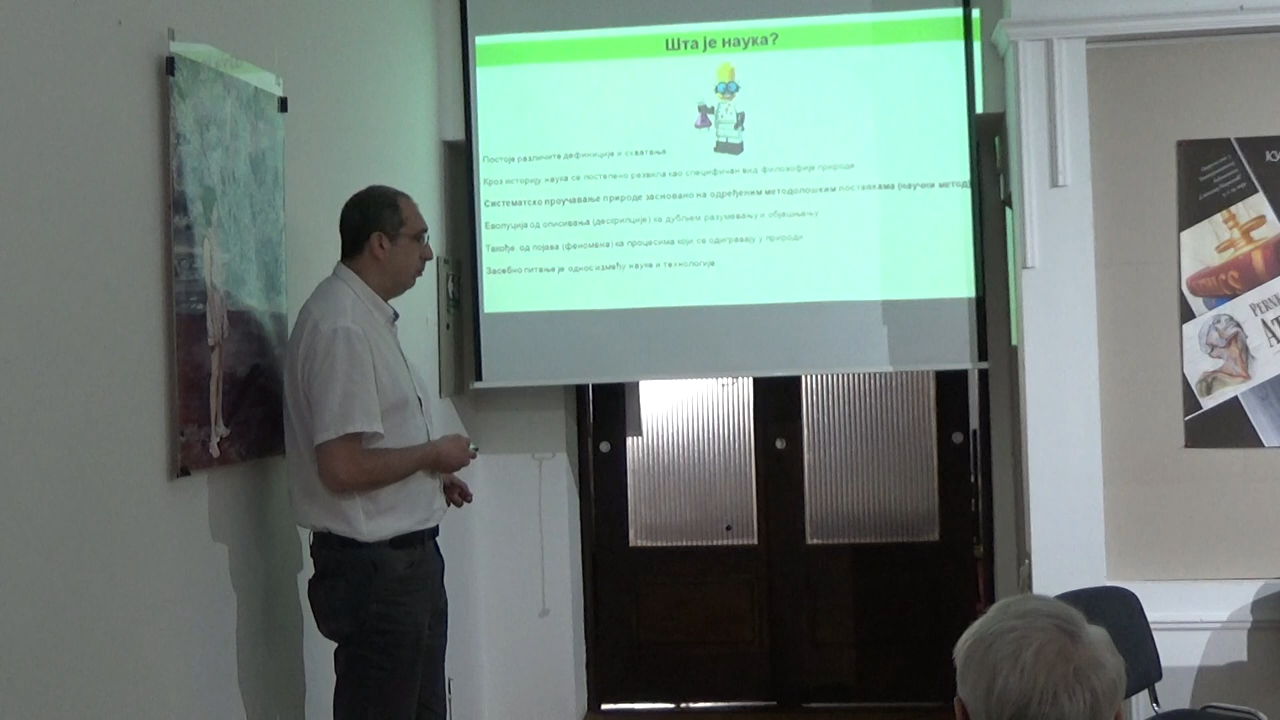 Шта је наука?
Постоје различите дефиниције и схватања
Кроз историју наука се постепено развила као специфичан вид филозофије природе
Систематско проучавање природе засновано на одређеним методолошким поставкама (научни метод)
Еволуција од описивања (дескрипције) ка дубљем разумевању и објашњењу
Такође од појава (феномена) ка процесима који се одигравају у природи
Засебно питање је однос између науке и технологије